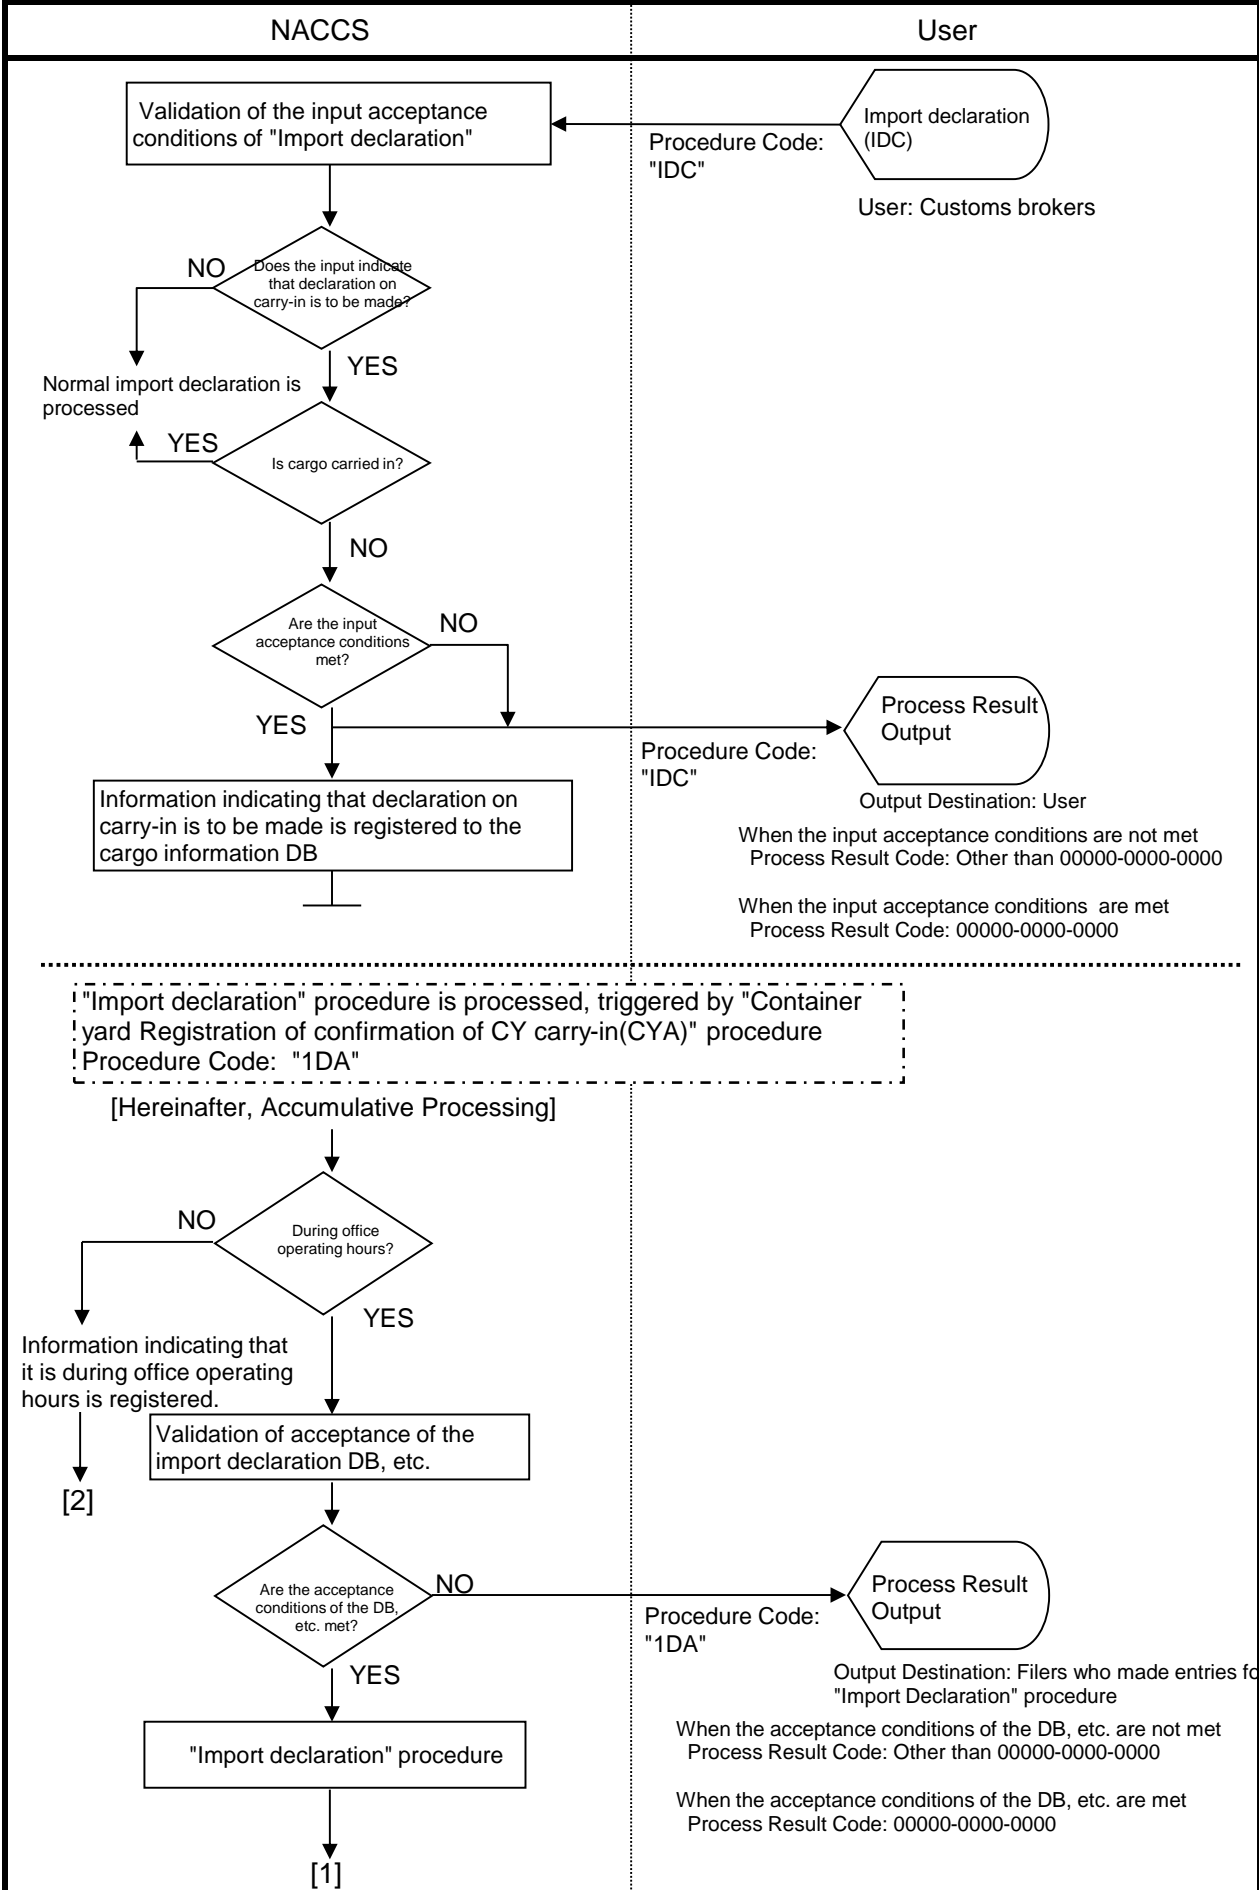 NACCS
User
Validation of the input acceptance
conditions of "Import declaration"
Import declaration
(IDC)
Procedure Code:
"IDC"
User: Customs brokers
NO
Does the input indicate
that declaration on
carry-in is to be made?
YES
Normal import declaration is
processed
YES
Is cargo carried in?
NO
Are the input
acceptance conditions
met?
NO
YES
Process Result
Output
Procedure Code:
"IDC"
Information indicating that declaration on
carry-in is to be made is registered to the
cargo information DB
Output Destination: User
When the input acceptance conditions are not met
Process Result Code: Other than 00000-0000-0000
When the input acceptance conditions  are met
Process Result Code: 00000-0000-0000
"Import declaration" procedure is processed, triggered by "Container
yard Registration of confirmation of CY carry-in(CYA)" procedure
Procedure Code:  "1DA"
[Hereinafter, Accumulative Processing]
NO
During office
operating hours?
YES
Information indicating that
it is during office operating
hours is registered.
[2]
Validation of acceptance of the
import declaration DB, etc.
Are the acceptance
conditions of the DB,
etc. met?
NO
Process Result
Output
Procedure Code:
"1DA"
YES
Output Destination: Filers who made entries fo
"Import Declaration" procedure
"Import declaration" procedure
When the acceptance conditions of the DB, etc. are not met
Process Result Code: Other than 00000-0000-0000
When the acceptance conditions of the DB, etc. are met
Process Result Code: 00000-0000-0000
[1]